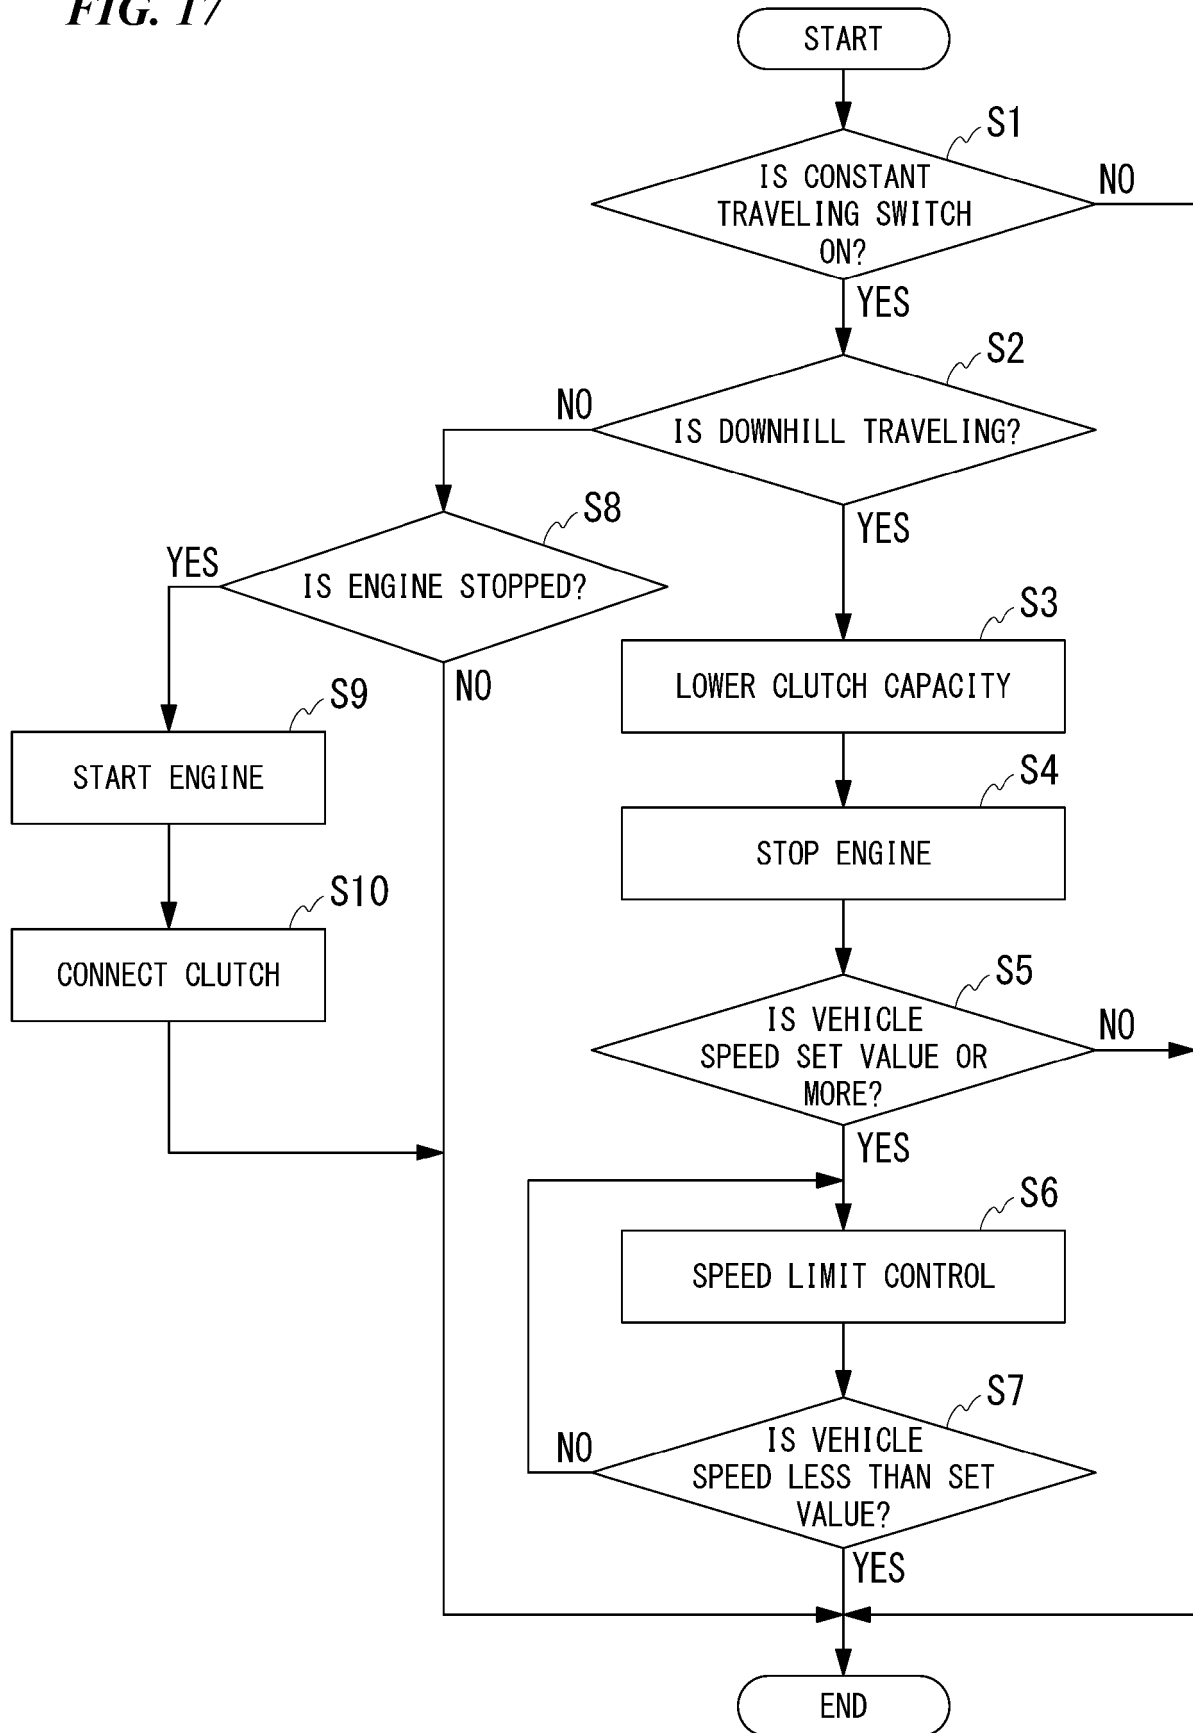 FIG. 17
START
S1
IS CONSTANT
TRAVELING SWITCH
ON?
NO
YES
S2
NO
IS DOWNHILL TRAVELING?
YES
S8
YES
IS ENGINE STOPPED?
NO
S3
LOWER CLUTCH CAPACITY
S9
START ENGINE
S4
STOP ENGINE
S10
CONNECT CLUTCH
S5
IS VEHICLE
SPEED SET VALUE OR
MORE?
NO
YES
S6
SPEED LIMIT CONTROL
S7
NO
IS VEHICLE
SPEED LESS THAN SET
VALUE?
YES
END